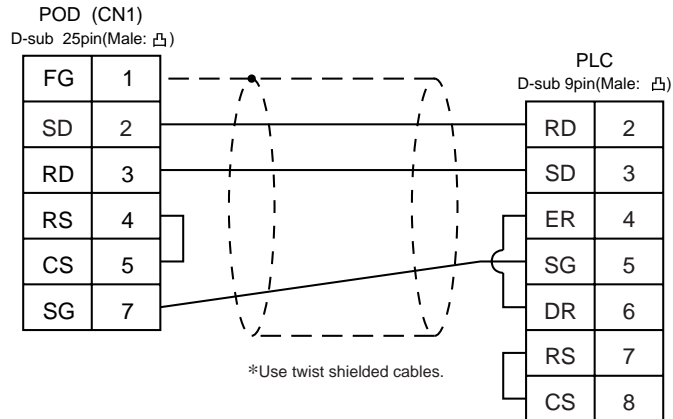 POD (CN1)
D-sub 25pin(Male: 凸)
FG 1
SD 2
RD 3
RS 4
CS 5
SG 7
PLC
D-sub 9pin(Male: 凸)
RD 2
SD 3
ER 4
SG 5
DR 6
RS 7
CS 8
*Use twist shielded cables.